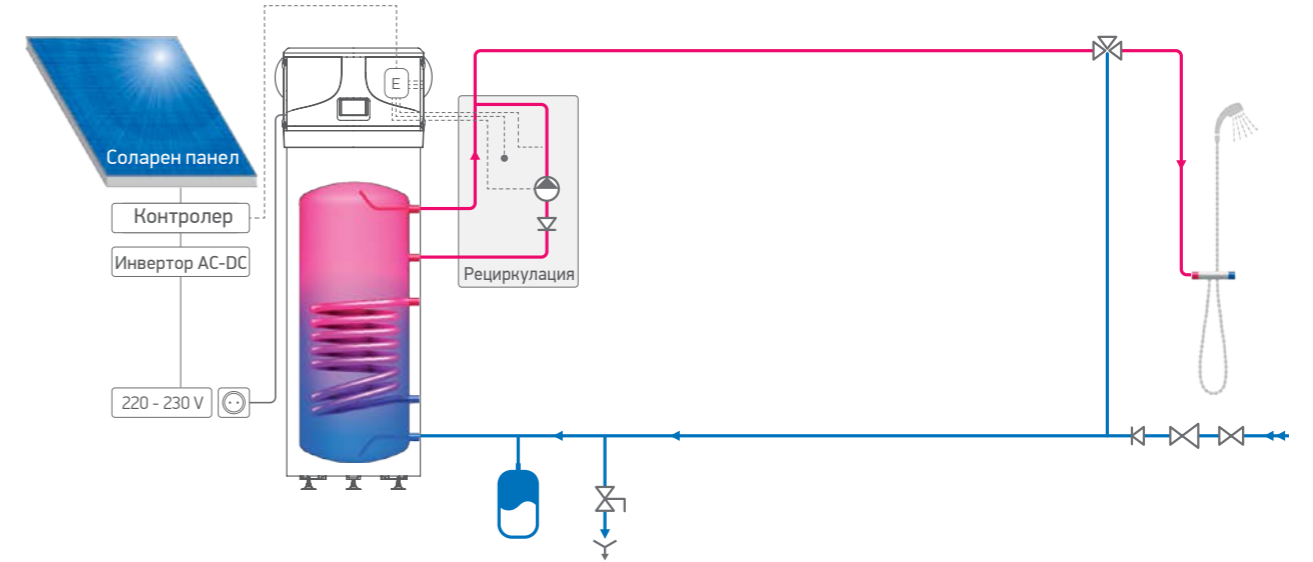 E
Соларен панел
Контролер
Инвертор AC-DC
Рециркулация
220 - 230 V